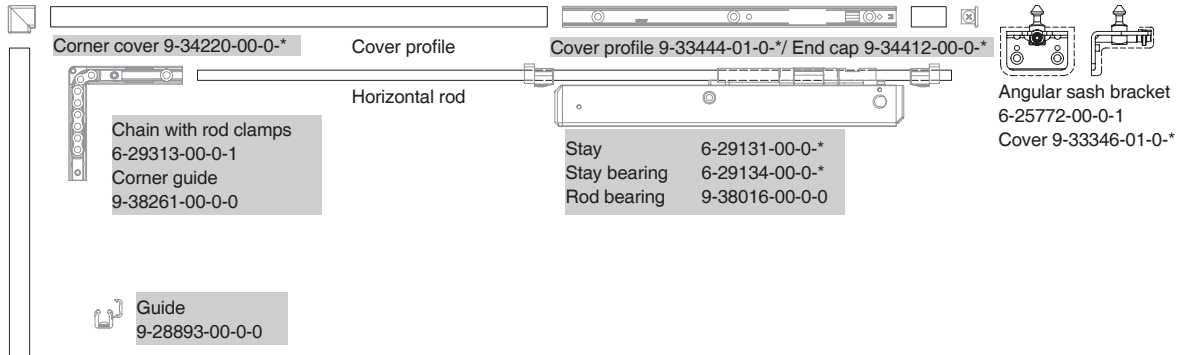 Corner cover 9-34220-00-0-*
Cover profile
Cover profile 9-33444-01-0-*/ End cap 9-34412-00-0-*
Horizontal rod
Angular sash bracket
6-25772-00-0-1
Cover 9-33346-01-0-*
Chain with rod clamps
6-29313-00-0-1
Corner guide
9-38261-00-0-0
Stay 6-29131-00-0-*
Stay bearing 6-29134-00-0-*
Rod bearing 9-38016-00-0-0
Guide
9-28893-00-0-0